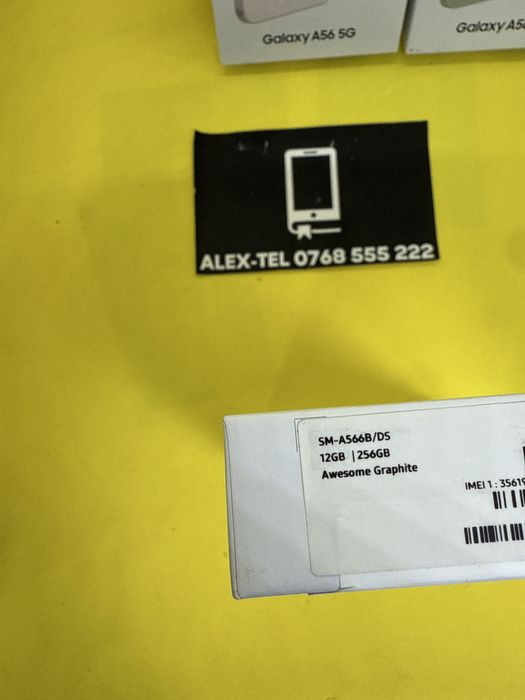 Galaxy A56 5G
Galaxy A5
ALEX-TEL 0768 555 222
SM-A566B/DS
12GB | 256GB
Awesome Graphite
IMEI 1 : 35619